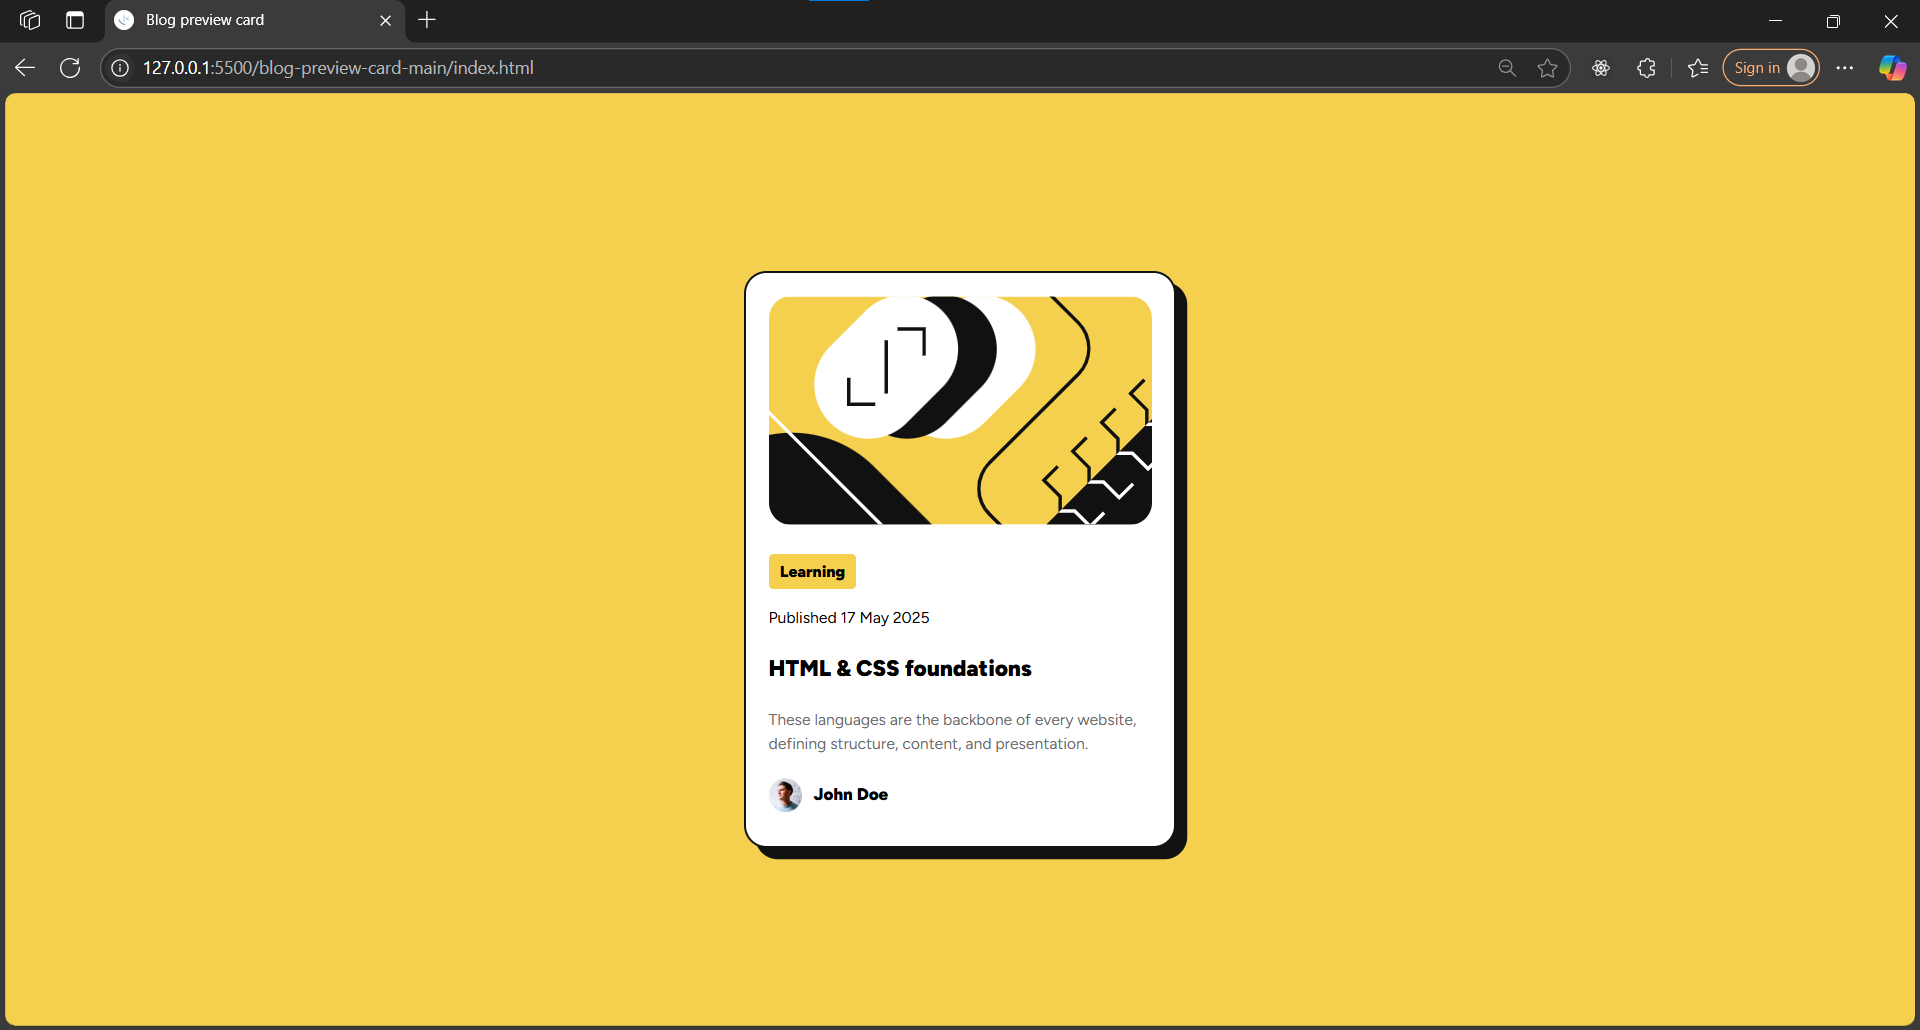 Blog preview card
127.0.0.1:5500/blog-preview-card-main/index.html
Sign in
Learning
Published 17 May 2025
HTML & CSS foundations
These languages are the backbone of every website,
defining structure, content, and presentation.
John Doe